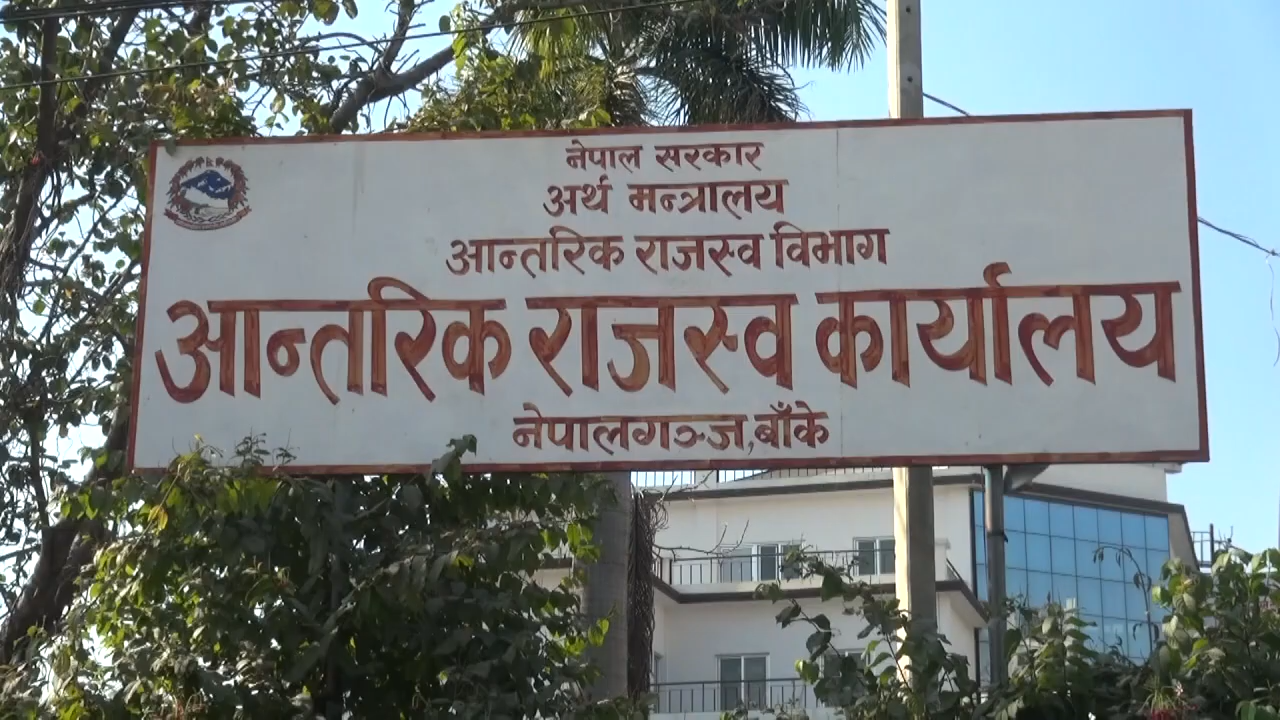 नेपाल सरकार
अर्थ मन्त्रालय
आन्तरिक राजस्व विभाग
आन्तरिक राजस्व कार्यालय
नेपालगञ्ज,बाँके